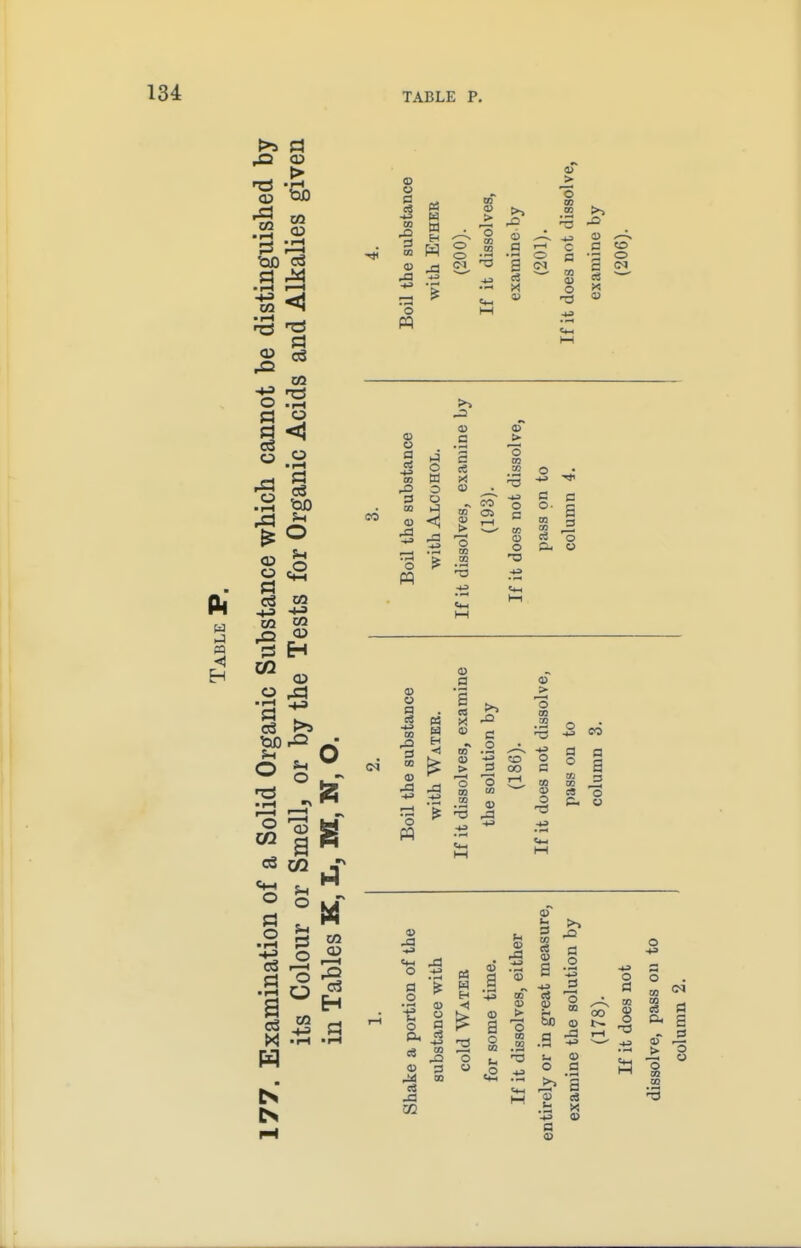 134
TABLE P.
TABLE P.
177. Examination of a Solid Organic Substance which cannot be distinguished by
its Colour or Smell, or by the Tests for Organic Acids and Alkalies given
in Tables K, L, M, N, O.
1.
Shake a portion of the
substance with
cold WATER
for some time.
If it dissolves, either
entirely or in great measure,
examine the solution by
(178).
If it does not
dissolve, pass on to
column 2.
2.
Boil the substance
with WATER.
If it dissolves, examine
the solution by
(186).
If it does not dissolve,
pass on to
column 3.
3.
Boil the substance
with ALCOHOL.
If it dissolves, examine by
(193).
If it does not dissolve,
pass on to
column 4.
4.
Boil the substance
with ETHER
(200).
If it dissolves,
examine by
(201).
If it does not dissolve,
examine by
(206).